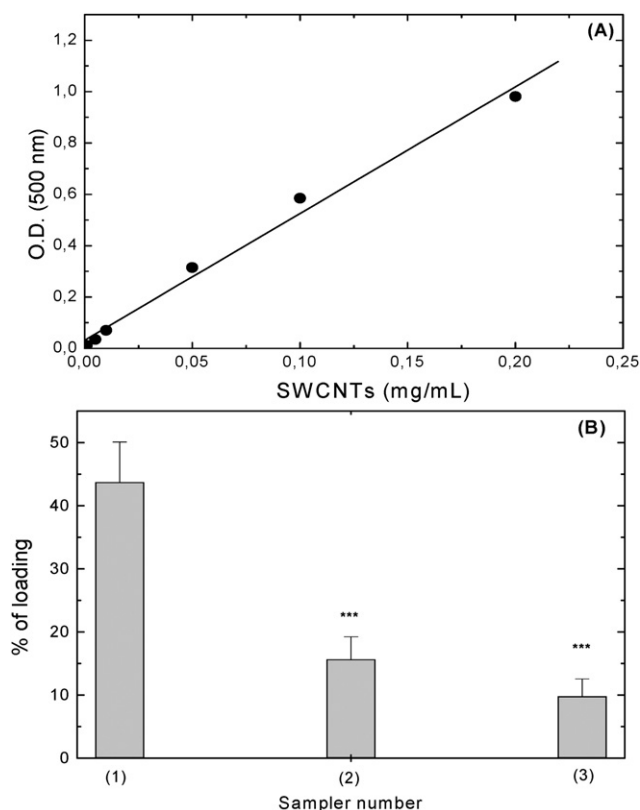 (A)
1,2
1,0
0,8
0,6
0,4
0,2
0,0
O.D. (500 nm)
0,00 0,05 0,10 0,15 0,20 0,25
SWCNTs (mg/mL)
(B)
50
40
30
20
10
0
% of loading
***
***
(1) (2) (3)
Sampler number